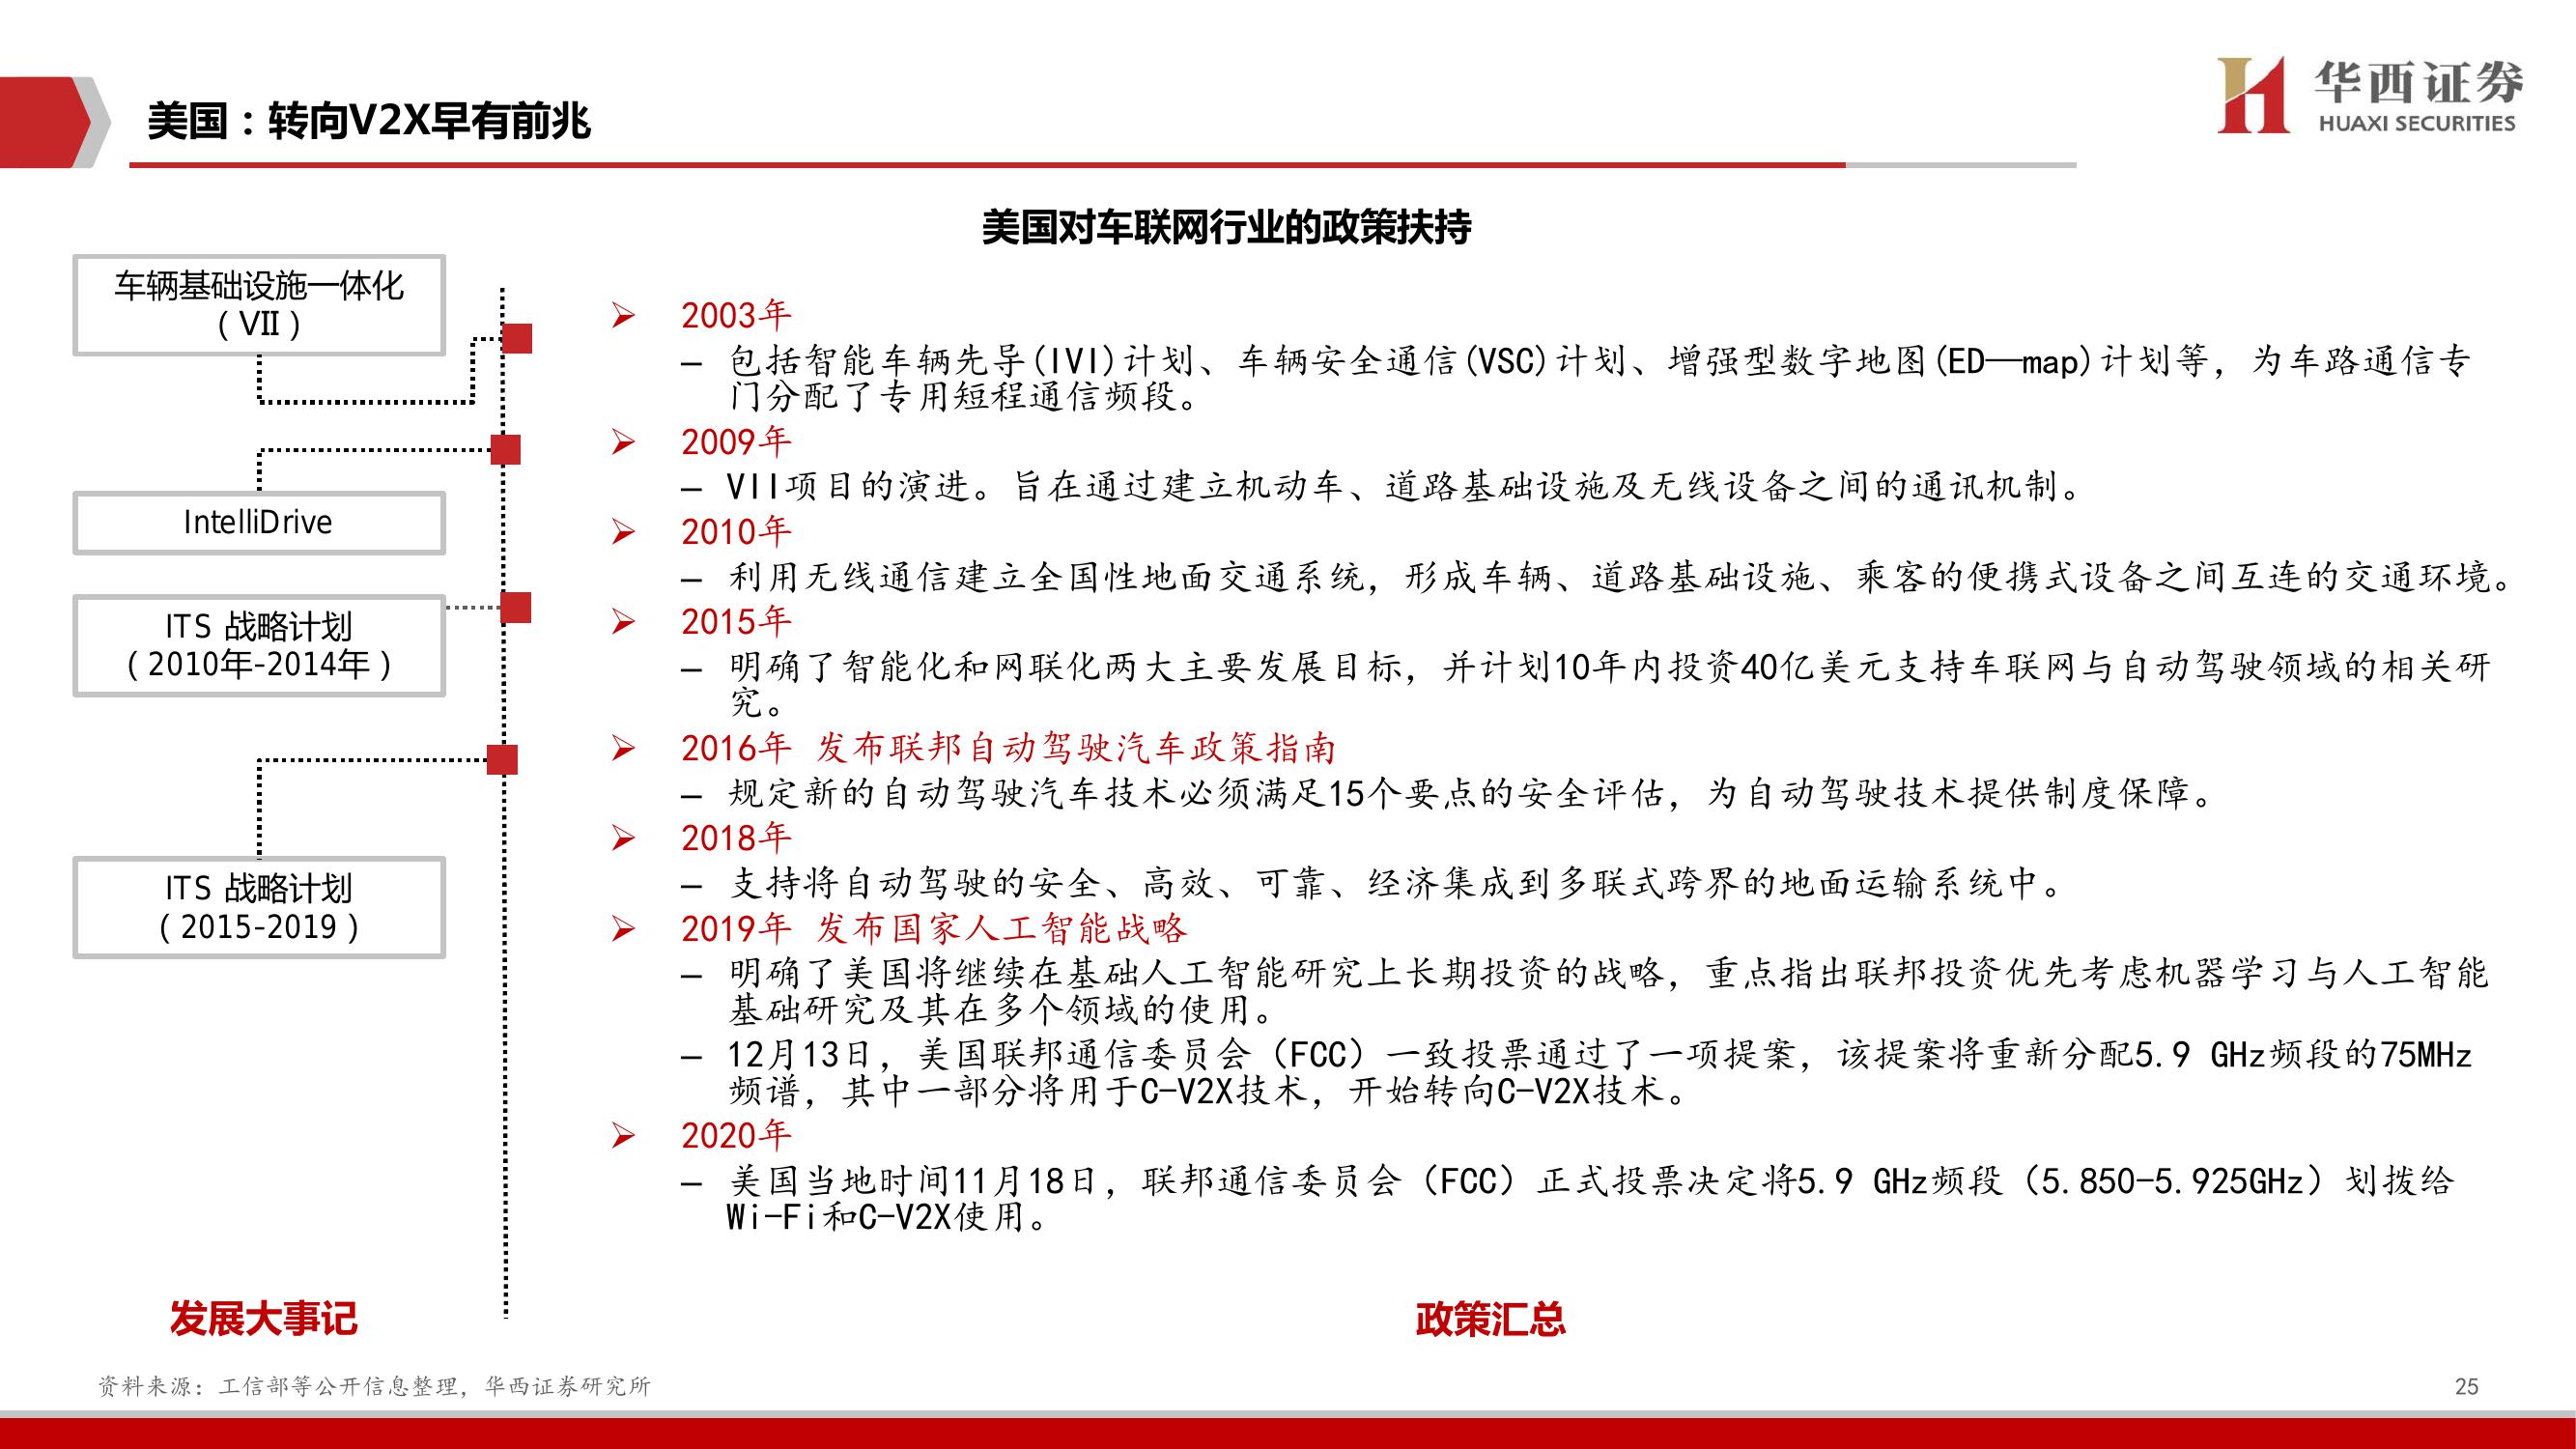 美国：转向V2X早有前兆
华西证券
HUAXI SECURITIES
美国对车联网行业的政策扶持
车辆基础设施一体化
（VII）
IntelliDrive
ITS 战略计划
（2010年-2014年）
ITS 战略计划
（2015-2019）
发展大事记
➢ 2003年
– 包括智能车辆先导(IVI)计划、车辆安全通信(VSC)计划、增强型数字地图(ED—map)计划等，为车路通信专
门分配了专用短程通信频段。
➢ 2009年
– VII项目的演进。旨在通过建立机动车、道路基础设施及无线设备之间的通讯机制。
➢ 2010年
– 利用无线通信建立全国性地面交通系统，形成车辆、道路基础设施、乘客的便携式设备之间互连的交通环境。
➢ 2015年
– 明确了智能化和网联化两大主要发展目标，并计划10年内投资40亿美元支持车联网与自动驾驶领域的相关研
究。
➢ 2016年 发布联邦自动驾驶汽车政策指南
– 规定新的自动驾驶汽车技术必须满足15个要点的安全评估，为自动驾驶技术提供制度保障。
➢ 2018年
– 支持将自动驾驶的安全、高效、可靠、经济集成到多联式跨界的地面运输系统中。
➢ 2019年 发布国家人工智能战略
– 明确了美国将继续在基础人工智能研究上长期投资的战略，重点指出联邦投资优先考虑机器学习与人工智能
基础研究及其在多个领域的使用。
– 12月13日，美国联邦通信委员会（FCC）一致投票通过了一项提案，该提案将重新分配5.9 GHz频段的75MHz
频谱，其中一部分将用于C-V2X技术，开始转向C-V2X技术。
➢ 2020年
– 美国当地时间11月18日，联邦通信委员会（FCC）正式投票决定将5.9 GHz频段（5.850-5.925GHz）划拨给
Wi-Fi和C-V2X使用。
政策汇总
资料来源：工信部等公开信息整理，华西证券研究所
25